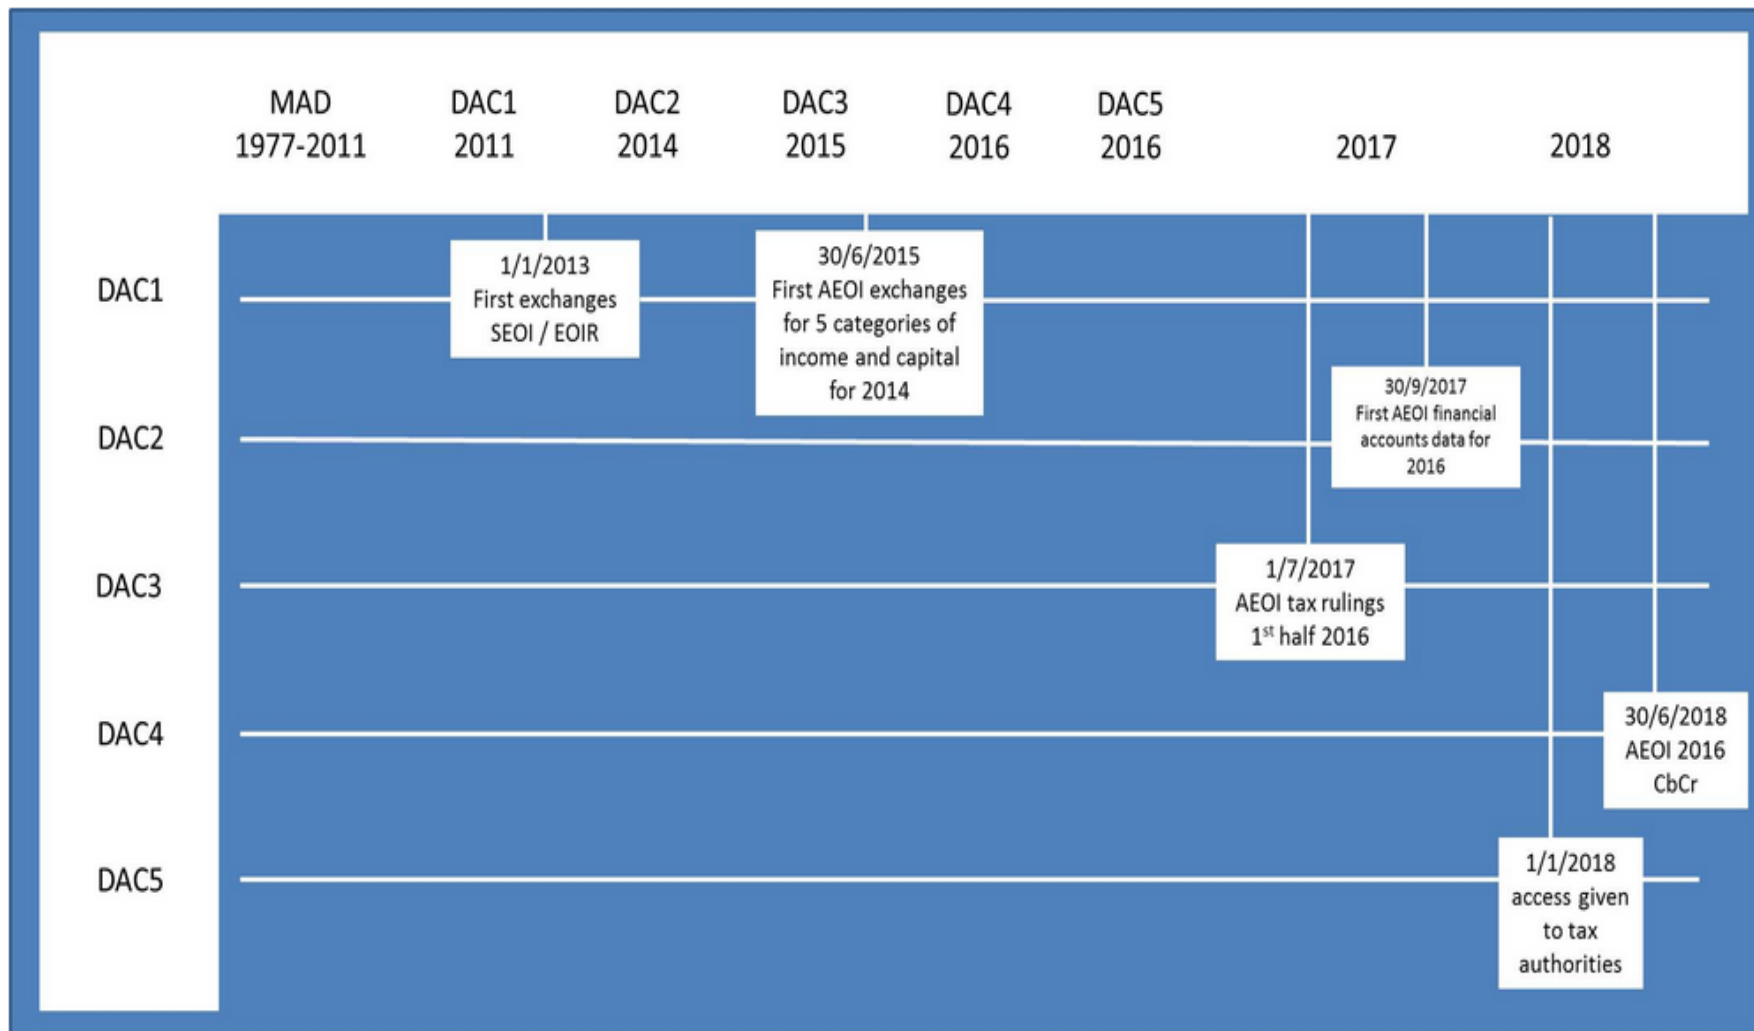 MAD DAC1 DAC2 DAC3 DAC4 DAC5
1977-2011 2011 2014 2015 2016 2016 2017 2018
DAC1
1/1/2013
First exchanges
SEOI / EOIR
30/6/2015
First AEOI exchanges
for 5 categories of
income and capital
for 2014
DAC2
30/9/2017
First AEOI financial
accounts data for
2016
DAC3
1/7/2017
AEOI tax rulings
1st half 2016
DAC4
30/6/2018
AEOI 2016
CbCr
DAC5
1/1/2018
access given
to tax
authorities